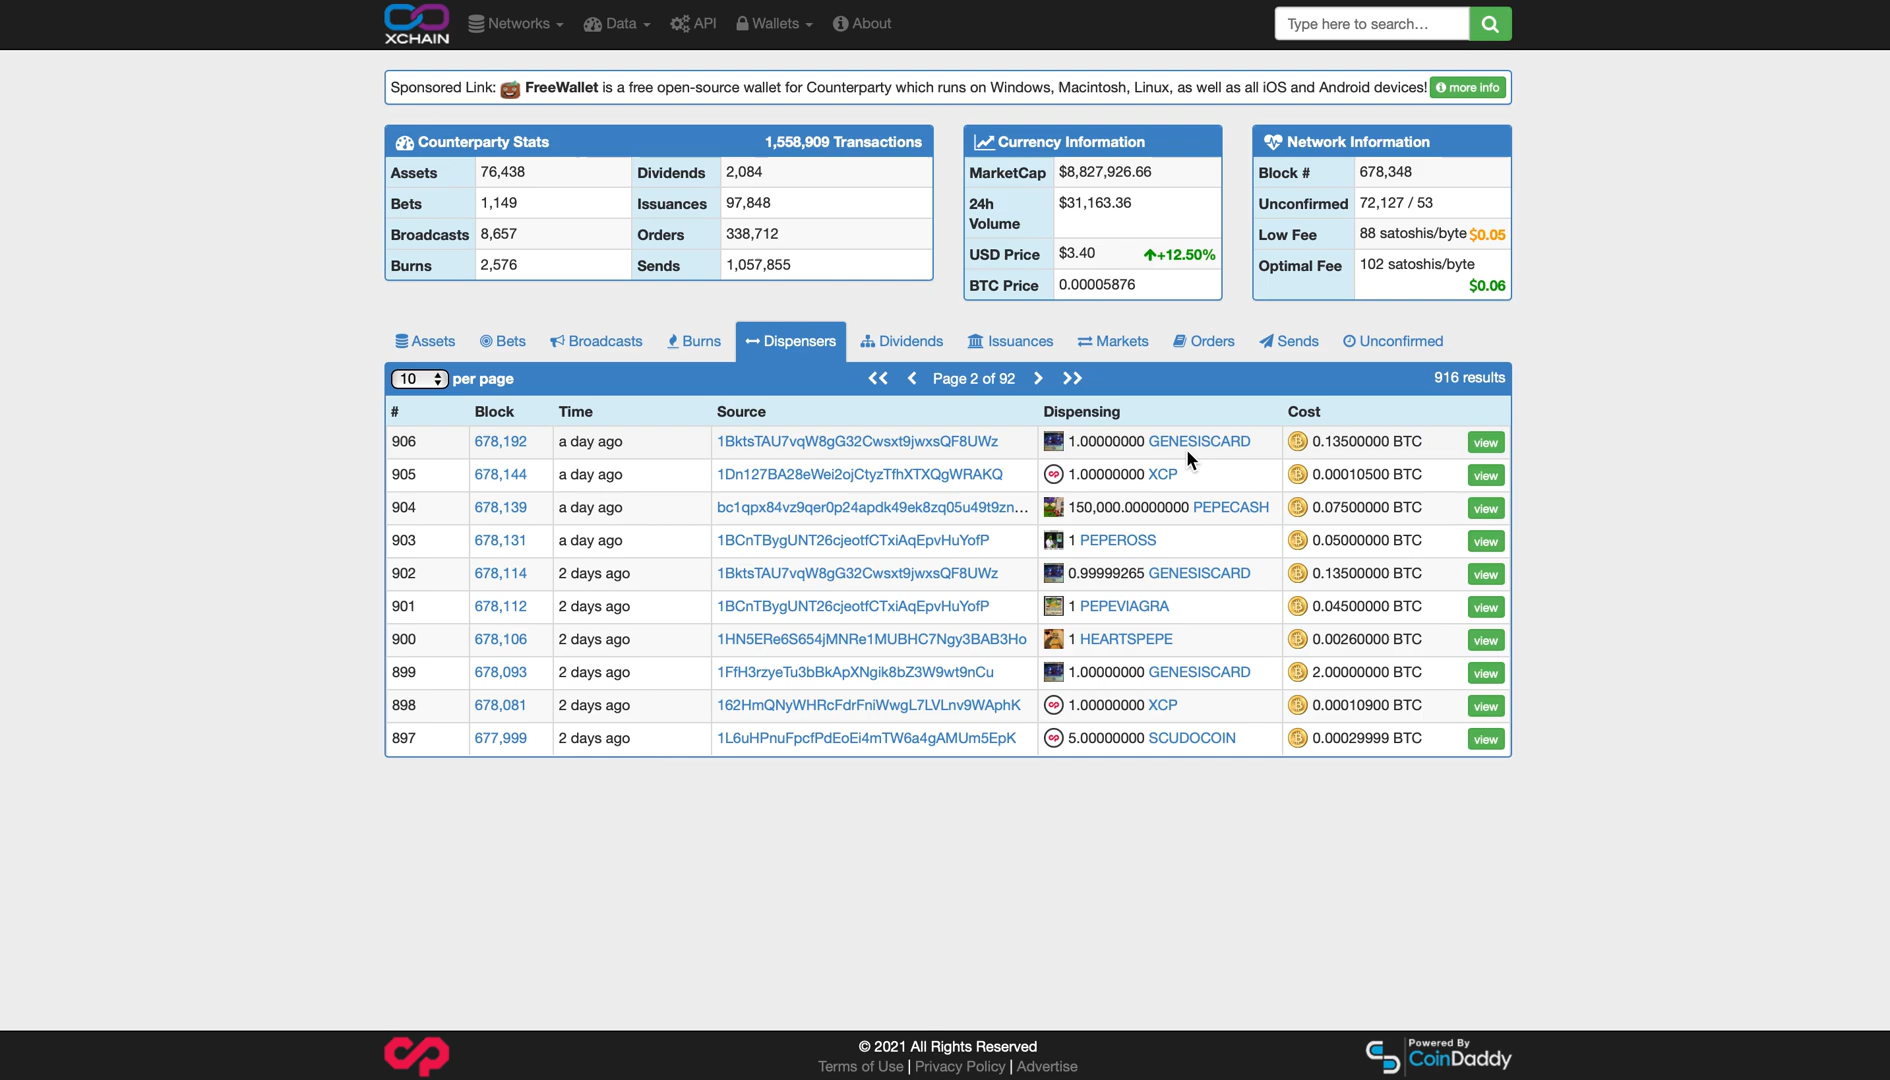 XCHAIN
Networks Data API Wallets About
Type here to search...
Sponsored Link: FreeWallet is a free open-source wallet for Counterparty which runs on Windows, Macintosh, Linux, as well as all iOS and Android devices! more info
Counterparty Stats 1,558,909 Transactions
Assets 76,438 Dividends 2,084
Bets 1,149 Issuances 97,848
Broadcasts 8,657 Orders 338,712
Burns 2,576 Sends 1,057,855
Currency Information
MarketCap $8,827,926.66
24h Volume $31,163.36
USD Price $3.40 +12.50%
BTC Price 0.00005876
Network Information
Block # 678,348
Unconfirmed 72,127 / 53
Low Fee 88 satoshis/byte $0.05
Optimal Fee 102 satoshis/byte $0.06
Assets Bets Broadcasts Burns Dispensers Dividends Issuances Markets Orders Sends Unconfirmed
10 per page Page 2 of 92 916 results
# Block Time Source Dispensing Cost
906 678,192 a day ago 1BktsTAU7vqW8gG32Cwsxt9jwxsQF8UWz 1.00000000 GENESISCARD 0.13500000 BTC view
905 678,144 a day ago 1Dn127BA28eWei2ojCtyzTfhXTXQgWRAKQ 1.00000000 XCP 0.00010500 BTC view
904 678,139 a day ago bc1qpx84vz9qer0p24apdk49ek8zq05u49t9zn... 150,000.00000000 PEPECASH 0.07500000 BTC view
903 678,131 a day ago 1BCnTBygUNT26cjeotfCTxiAqEpvHuYofP 1 PEPEROSS 0.05000000 BTC view
902 678,114 2 days ago 1BktsTAU7vqW8gG32Cwsxt9jwxsQF8UWz 0.99999265 GENESISCARD 0.13500000 BTC view
901 678,112 2 days ago 1BCnTBygUNT26cjeotfCTxiAqEpvHuYofP 1 PEPEVIAGRA 0.04500000 BTC view
900 678,106 2 days ago 1HN5ERe6S654jMNRe1MUBHC7Ngy3BAB3Ho 1 HEARTSPEPE 0.00260000 BTC view
899 678,093 2 days ago 1FfH3rzyeTu3bBkApXNgik8bZ3W9wt9nCu 1.00000000 GENESISCARD 2.00000000 BTC view
898 678,081 2 days ago 162HmQNyWHRcFdrFniWwgL7LVLnv9WAphK 1.00000000 XCP 0.00010900 BTC view
897 677,999 2 days ago 1L6uHPnuFpcfPdEoEi4mTW6a4gAMUm5EpK 5.00000000 SCUDOCOIN 0.00029999 BTC view
© 2021 All Rights Reserved
Terms of Use | Privacy Policy | Advertise
Powered By
CoinDaddy